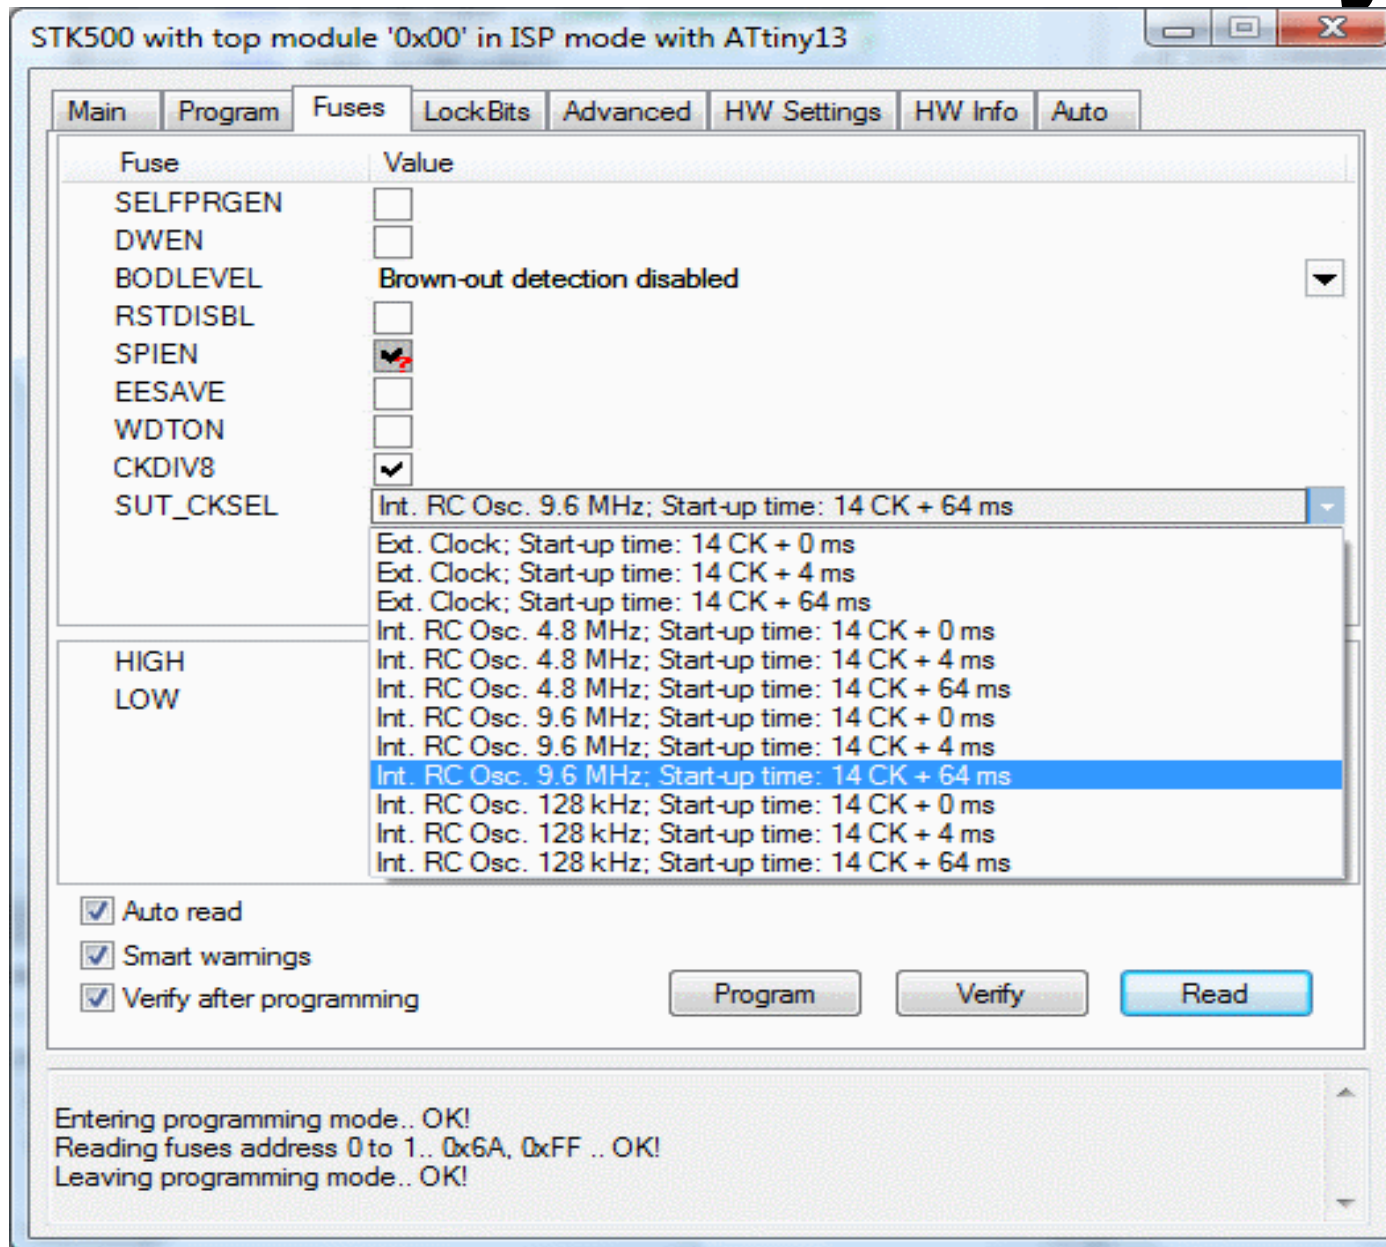 STK500 with top module '0x00' in ISP mode with ATtiny13
Main Program Fuses LockBits Advanced HW Settings HW Info Auto
Fuse Value
SELFPRGEN
DWEN
BODLEVEL Brown-out detection disabled
RSTDISBL
SPIEN ?
EESAVE
WDTON
CKDIV8
SUT_CKSEL Int. RC Osc. 9.6 MHz; Start-up time: 14 CK + 64 ms
Ext. Clock; Start-up time: 14 CK + 0 ms
Ext. Clock; Start-up time: 14 CK + 4 ms
Ext. Clock; Start-up time: 14 CK + 64 ms
Int. RC Osc. 4.8 MHz; Start-up time: 14 CK + 0 ms
Int. RC Osc. 4.8 MHz; Start-up time: 14 CK + 4 ms
Int. RC Osc. 4.8 MHz; Start-up time: 14 CK + 64 ms
Int. RC Osc. 9.6 MHz; Start-up time: 14 CK + 0 ms
Int. RC Osc. 9.6 MHz; Start-up time: 14 CK + 4 ms
Int. RC Osc. 9.6 MHz; Start-up time: 14 CK + 64 ms
Int. RC Osc. 128 kHz; Start-up time: 14 CK + 0 ms
Int. RC Osc. 128 kHz; Start-up time: 14 CK + 4 ms
Int. RC Osc. 128 kHz; Start-up time: 14 CK + 64 ms
HIGH
LOW
Auto read
Smart warnings
Verify after programming
Program Verify Read
Entering programming mode.. OK!
Reading fuses address 0 to 1.. 0x6A, 0xFF .. OK!
Leaving programming mode.. OK!